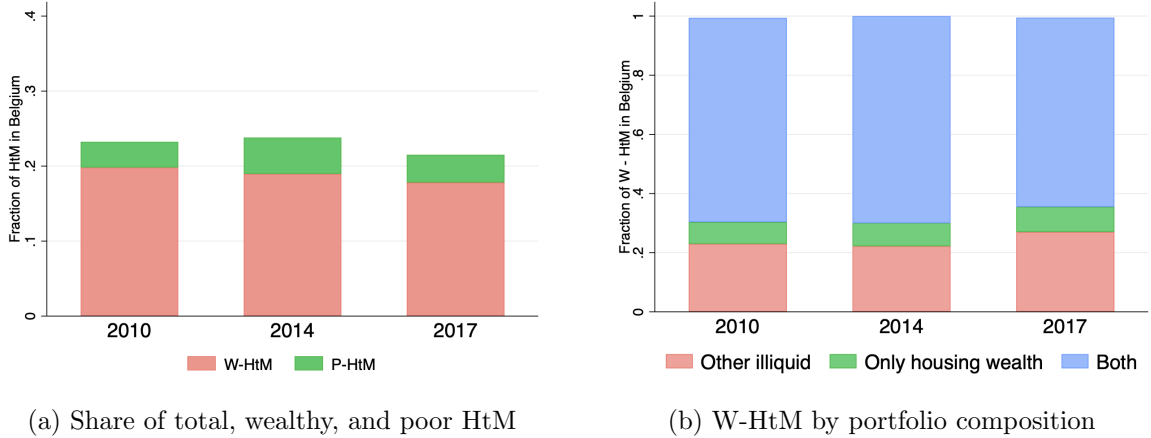 Fraction of HtM in Belgium
.4
.3
.2
.1
0
2010 2014 2017
W-HtM P-HtM
(a) Share of total, wealthy, and poor HtM
Fraction of W - HtM in Belgium
1
.8
.6
.4
.2
0
2010 2014 2017
Other illiquid Only housing wealth Both
(b) W-HtM by portfolio composition